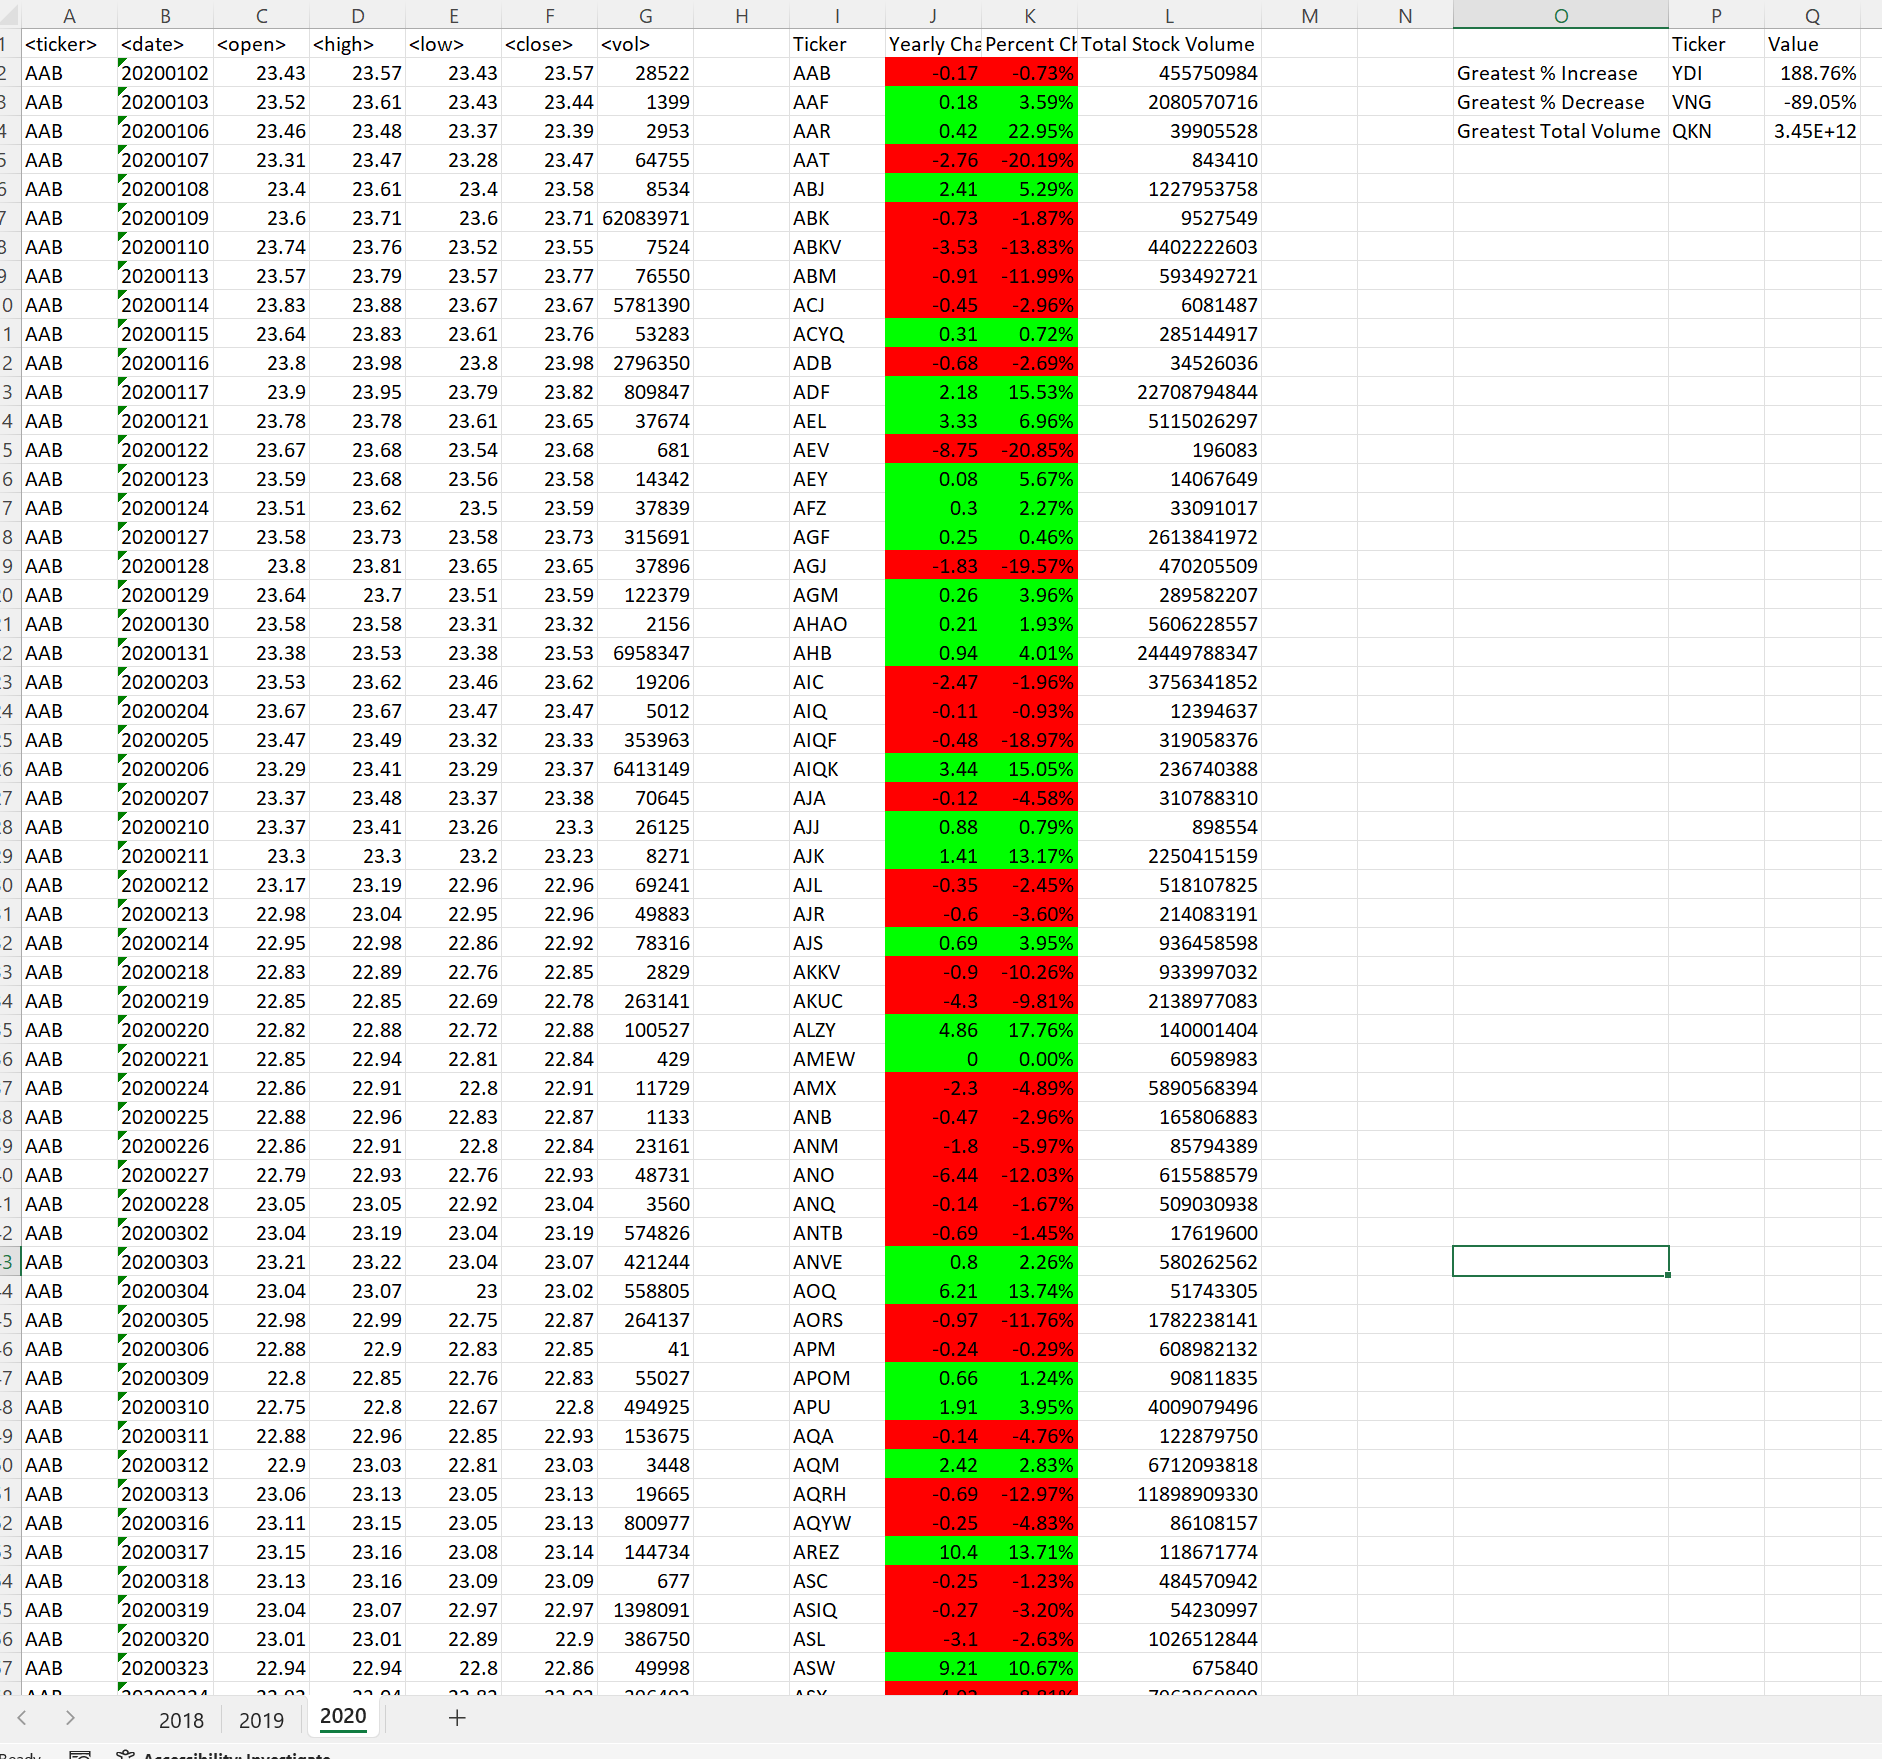 A B C D E F G H I J K L M N O P Q
1 <ticker> <date> <open> <high> <low> <close> <vol> Ticker Yearly Cha Percent Ch Total Stock Volume Ticker Value
2 AAB 20200102 23.43 23.57 23.43 23.57 28522 AAB -0.17 -0.73% 455750984 Greatest % Increase YDI 188.76%
3 AAB 20200103 23.52 23.61 23.43 23.44 1399 AAF 0.18 3.59% 2080570716 Greatest % Decrease VNG -89.05%
4 AAB 20200106 23.46 23.48 23.37 23.39 2953 AAR 0.42 22.95% 39905528 Greatest Total Volume QKN 3.45E+12
5 AAB 20200107 23.31 23.47 23.28 23.47 64755 AAT -2.76 -20.19% 843410
6 AAB 20200108 23.4 23.61 23.4 23.58 8534 ABJ 2.41 5.29% 1227953758
7 AAB 20200109 23.6 23.71 23.6 23.71 62083971 ABK -0.73 -1.87% 9527549
8 AAB 20200110 23.74 23.76 23.52 23.55 7524 ABKV -3.53 -13.83% 4402222603
9 AAB 20200113 23.57 23.79 23.57 23.77 76550 ABM -0.91 -11.99% 593492721
0 AAB 20200114 23.83 23.88 23.67 23.67 5781390 ACJ -0.45 -2.96% 6081487
1 AAB 20200115 23.64 23.83 23.61 23.76 53283 ACYQ 0.31 0.72% 285144917
2 AAB 20200116 23.8 23.98 23.8 23.98 2796350 ADB -0.68 -2.69% 34526036
3 AAB 20200117 23.9 23.95 23.79 23.82 809847 ADF 2.18 15.53% 22708794844
4 AAB 20200121 23.78 23.78 23.61 23.65 37674 AEL 3.33 6.96% 5115026297
5 AAB 20200122 23.67 23.68 23.54 23.68 681 AEV -8.75 -20.85% 196083
6 AAB 20200123 23.59 23.68 23.56 23.58 14342 AEY 0.08 5.67% 14067649
7 AAB 20200124 23.51 23.62 23.5 23.59 37839 AFZ 0.3 2.27% 33091017
8 AAB 20200127 23.58 23.73 23.58 23.73 315691 AGF 0.25 0.46% 2613841972
9 AAB 20200128 23.8 23.81 23.65 23.65 37896 AGJ -1.83 -19.57% 470205509
0 AAB 20200129 23.64 23.7 23.51 23.59 122379 AGM 0.26 3.96% 289582207
1 AAB 20200130 23.58 23.58 23.31 23.32 2156 AHAO 0.21 1.93% 5606228557
2 AAB 20200131 23.38 23.53 23.38 23.53 6958347 AHB 0.94 4.01% 24449788347
3 AAB 20200203 23.53 23.62 23.46 23.62 19206 AIC -2.47 -1.96% 3756341852
4 AAB 20200204 23.67 23.67 23.47 23.47 5012 AIQ -0.11 -0.93% 12394637
5 AAB 20200205 23.47 23.49 23.32 23.33 353963 AIQF -0.48 -18.97% 319058376
6 AAB 20200206 23.29 23.41 23.29 23.37 6413149 AIQK 3.44 15.05% 236740388
7 AAB 20200207 23.37 23.48 23.37 23.38 70645 AJA -0.12 -4.58% 310788310
8 AAB 20200210 23.37 23.41 23.26 23.3 26125 AJJ 0.88 0.79% 898554
9 AAB 20200211 23.3 23.3 23.2 23.23 8271 AJK 1.41 13.17% 2250415159
0 AAB 20200212 23.17 23.19 22.96 22.96 69241 AJL -0.35 -2.45% 518107825
1 AAB 20200213 22.98 23.04 22.95 22.96 49883 AJR -0.6 -3.60% 214083191
2 AAB 20200214 22.95 22.98 22.86 22.92 78316 AJS 0.69 3.95% 936458598
3 AAB 20200218 22.83 22.89 22.76 22.85 2829 AKKV -0.9 -10.26% 933997032
4 AAB 20200219 22.85 22.85 22.69 22.78 263141 AKUC -4.3 -9.81% 2138977083
5 AAB 20200220 22.82 22.88 22.72 22.88 100527 ALZY 4.86 17.76% 140001404
6 AAB 20200221 22.85 22.94 22.81 22.84 429 AMEW 0 0.00% 60598983
7 AAB 20200224 22.86 22.91 22.8 22.91 11729 AMX -2.3 -4.89% 5890568394
8 AAB 20200225 22.88 22.96 22.83 22.87 1133 ANB -0.47 -2.96% 165806883
9 AAB 20200226 22.86 22.91 22.8 22.84 23161 ANM -1.8 -5.97% 85794389
0 AAB 20200227 22.79 22.93 22.76 22.93 48731 ANO -6.44 -12.03% 615588579
1 AAB 20200228 23.05 23.05 22.92 23.04 3560 ANQ -0.14 -1.67% 509030938
2 AAB 20200302 23.04 23.19 23.04 23.19 574826 ANTB -0.69 -1.45% 17619600
3 AAB 20200303 23.21 23.22 23.04 23.07 421244 ANVE 0.8 2.26% 580262562
4 AAB 20200304 23.04 23.07 23 23.02 558805 AOQ 6.21 13.74% 51743305
5 AAB 20200305 22.98 22.99 22.75 22.87 264137 AORS -0.97 -11.76% 1782238141
6 AAB 20200306 22.88 22.9 22.83 22.85 41 APM -0.24 -0.29% 608982132
7 AAB 20200309 22.8 22.85 22.76 22.83 55027 APOM 0.66 1.24% 90811835
8 AAB 20200310 22.75 22.8 22.67 22.8 494925 APU 1.91 3.95% 4009079496
9 AAB 20200311 22.88 22.96 22.85 22.93 153675 AQA -0.14 -4.76% 122879750
0 AAB 20200312 22.9 23.03 22.81 23.03 3448 AQM 2.42 2.83% 6712093818
1 AAB 20200313 23.06 23.13 23.05 23.13 19665 AQRH -0.69 -12.97% 11898909330
2 AAB 20200316 23.11 23.15 23.05 23.13 800977 AQYW -0.25 -4.83% 86108157
3 AAB 20200317 23.15 23.16 23.08 23.14 144734 AREZ 10.4 13.71% 118671774
4 AAB 20200318 23.13 23.16 23.09 23.09 677 ASC -0.25 -1.23% 484570942
5 AAB 20200319 23.04 23.07 22.97 22.97 1398091 ASIQ -0.27 -3.20% 54230997
6 AAB 20200320 23.01 23.01 22.89 22.9 386750 ASL -3.1 -2.63% 1026512844
7 AAB 20200323 22.94 22.94 22.8 22.86 49998 ASW 9.21 10.67% 675840
2018 2019 2020 +
Ready Accessibility: Investigate